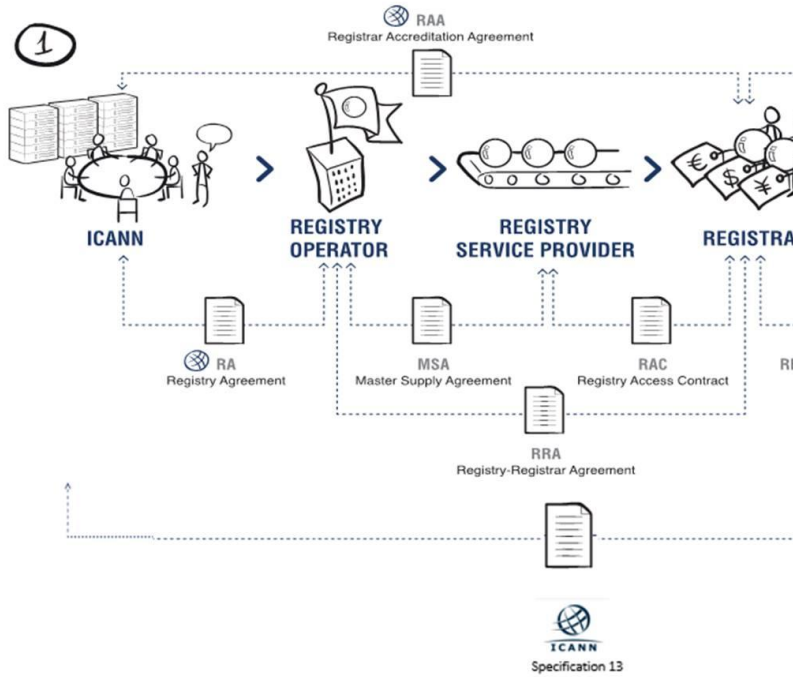 1
RAA
Registrar Accreditation Agreement
€
$
¥
ICANN
REGISTRY
OPERATOR
REGISTRY
SERVICE PROVIDER
REGISTRA
RA
Registry Agreement
MSA
Master Supply Agreement
RAC
Registry Access Contract
RRA
Registry-Registrar Agreement
ICANN
Specification 13